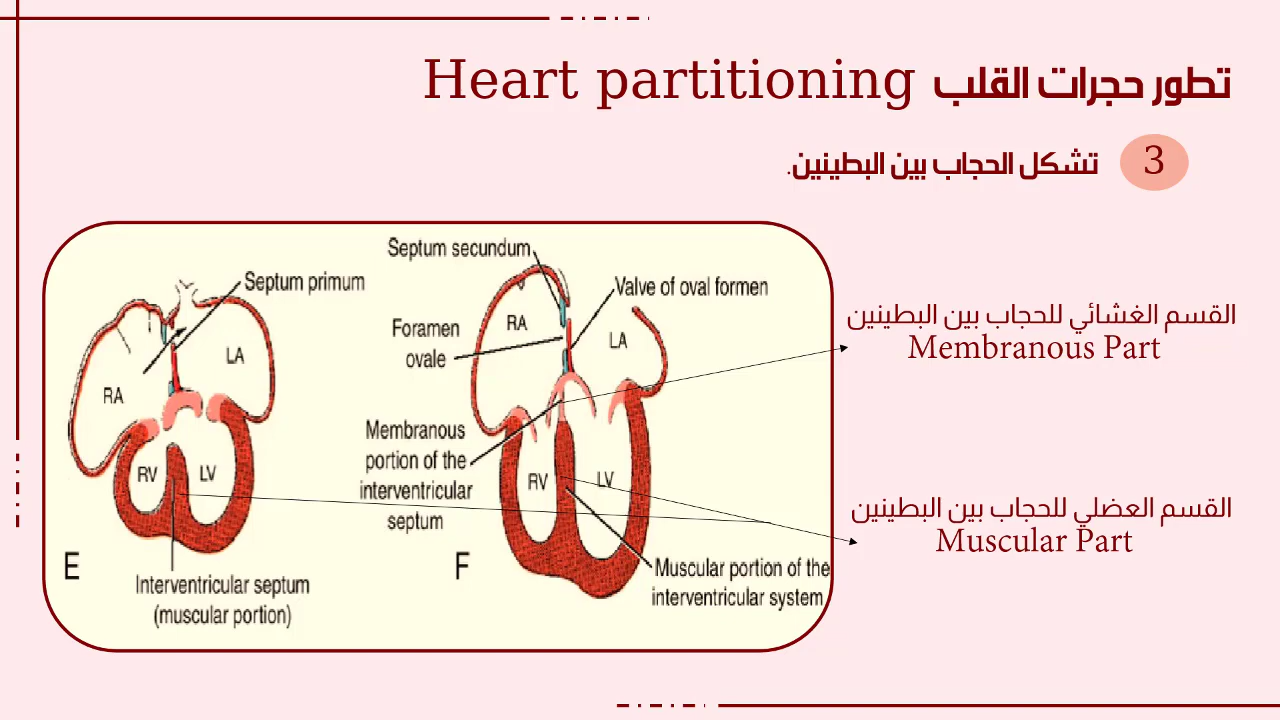 تطور حجرات القلب Heart partitioning
3 تشكل الحجاب بين البطينين.
Septum primum
RA
LA
RV
LV
E
Interventricular septum
(muscular portion)
Septum secundum
Valve of oval formen
RA
Foramen
ovale
LA
Membranous
portion of the
interventricular
septum
RV
LV
F
Muscular portion of the
interventricular system
القسم الغشائي للحجاب بين البطينين
Membranous Part
القسم العضلي للحجاب بين البطينين
Muscular Part